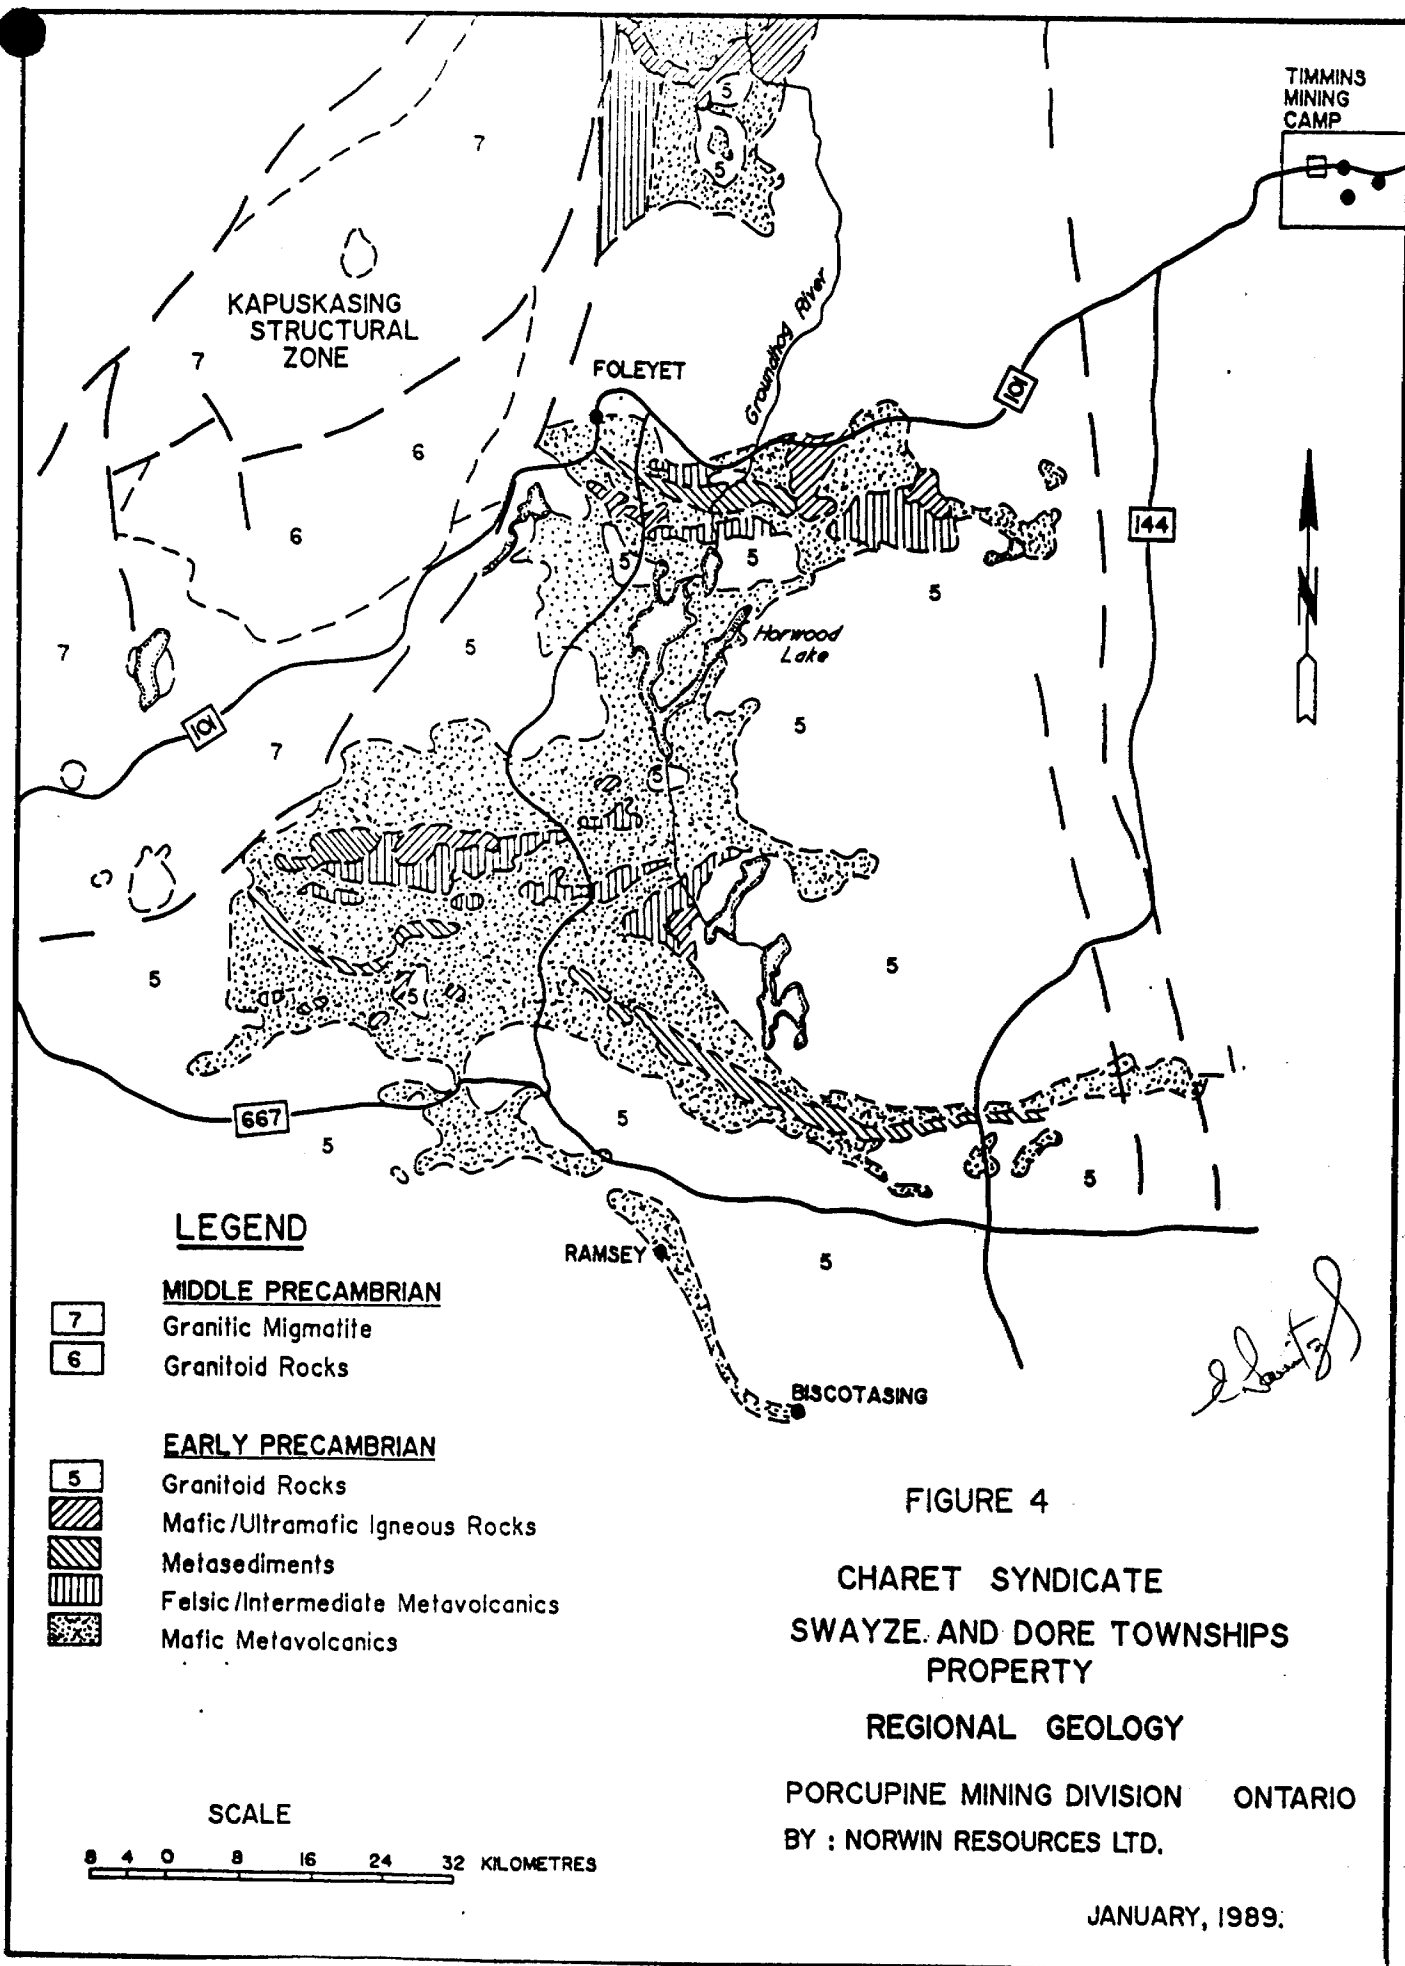 TIMMINS
MINING
CAMP
7
5
5
KAPUSKASING
STRUCTURAL
ZONE
7
Groundhog River
FOLEYET
101
6
6
144
5
5
5
7
5
Horwood
Lake
101
7
5
5
5
5
5
667
5
5
5
5
RAMSEY
BISCOTASING
LEGEND
MIDDLE PRECAMBRIAN
7 Granitic Migmatite
6 Granitoid Rocks
EARLY PRECAMBRIAN
5 Granitoid Rocks
Mafic/Ultramafic Igneous Rocks
Metasediments
Felsic/Intermediate Metavolcanics
Mafic Metavolcanics
FIGURE 4
CHARET SYNDICATE
SWAYZE AND DORE TOWNSHIPS
PROPERTY
REGIONAL GEOLOGY
PORCUPINE MINING DIVISION ONTARIO
BY : NORWIN RESOURCES LTD.
SCALE
8 4 0 8 16 24 32 KILOMETRES
JANUARY, 1989.